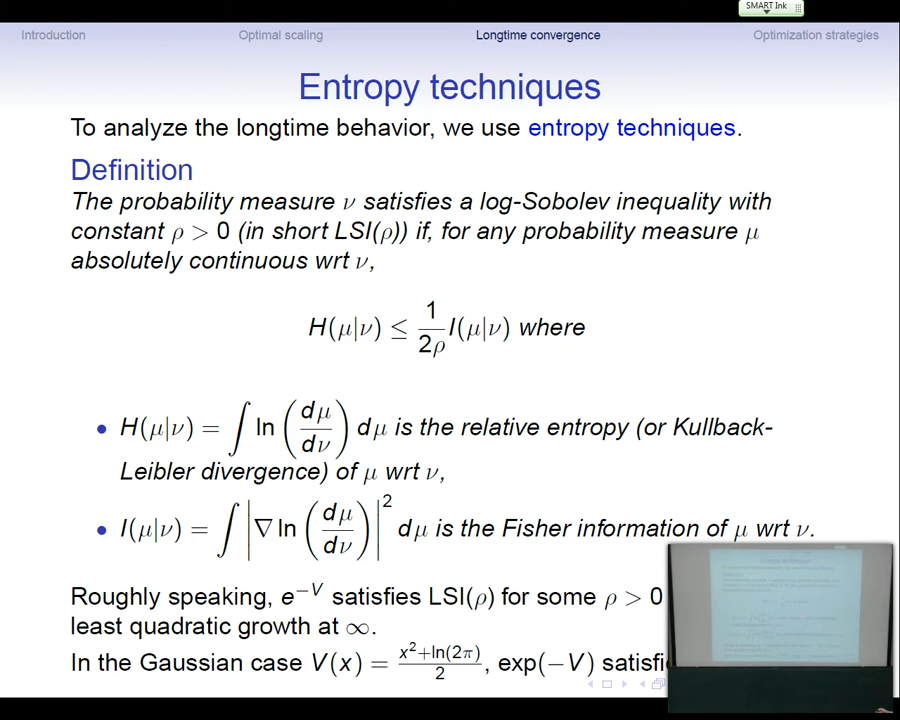 SMART Ink
Introduction Optimal scaling Longtime convergence Optimization strategies
Entropy techniques
To analyze the longtime behavior, we use entropy techniques.
Definition
The probability measure ν satisfies a log-Sobolev inequality with
constant ρ > 0 (in short LSI(ρ)) if, for any probability measure μ
absolutely continuous wrt ν,
H(μ|ν) ≤ \frac{1}{2ρ} I(μ|ν) where
• H(μ|ν) = ∫ ln (dμ/dν) dμ is the relative entropy (or Kullback-
Leibler divergence) of μ wrt ν,
• I(μ|ν) = ∫ |∇ ln (dμ/dν)|² dμ is the Fisher information of μ wrt ν.
Roughly speaking, e^{-V} satisfies LSI(ρ) for some ρ > 0
least quadratic growth at ∞.
In the Gaussian case V(x) = \frac{x²+ln(2π)}{2}, exp(−V) satisfi